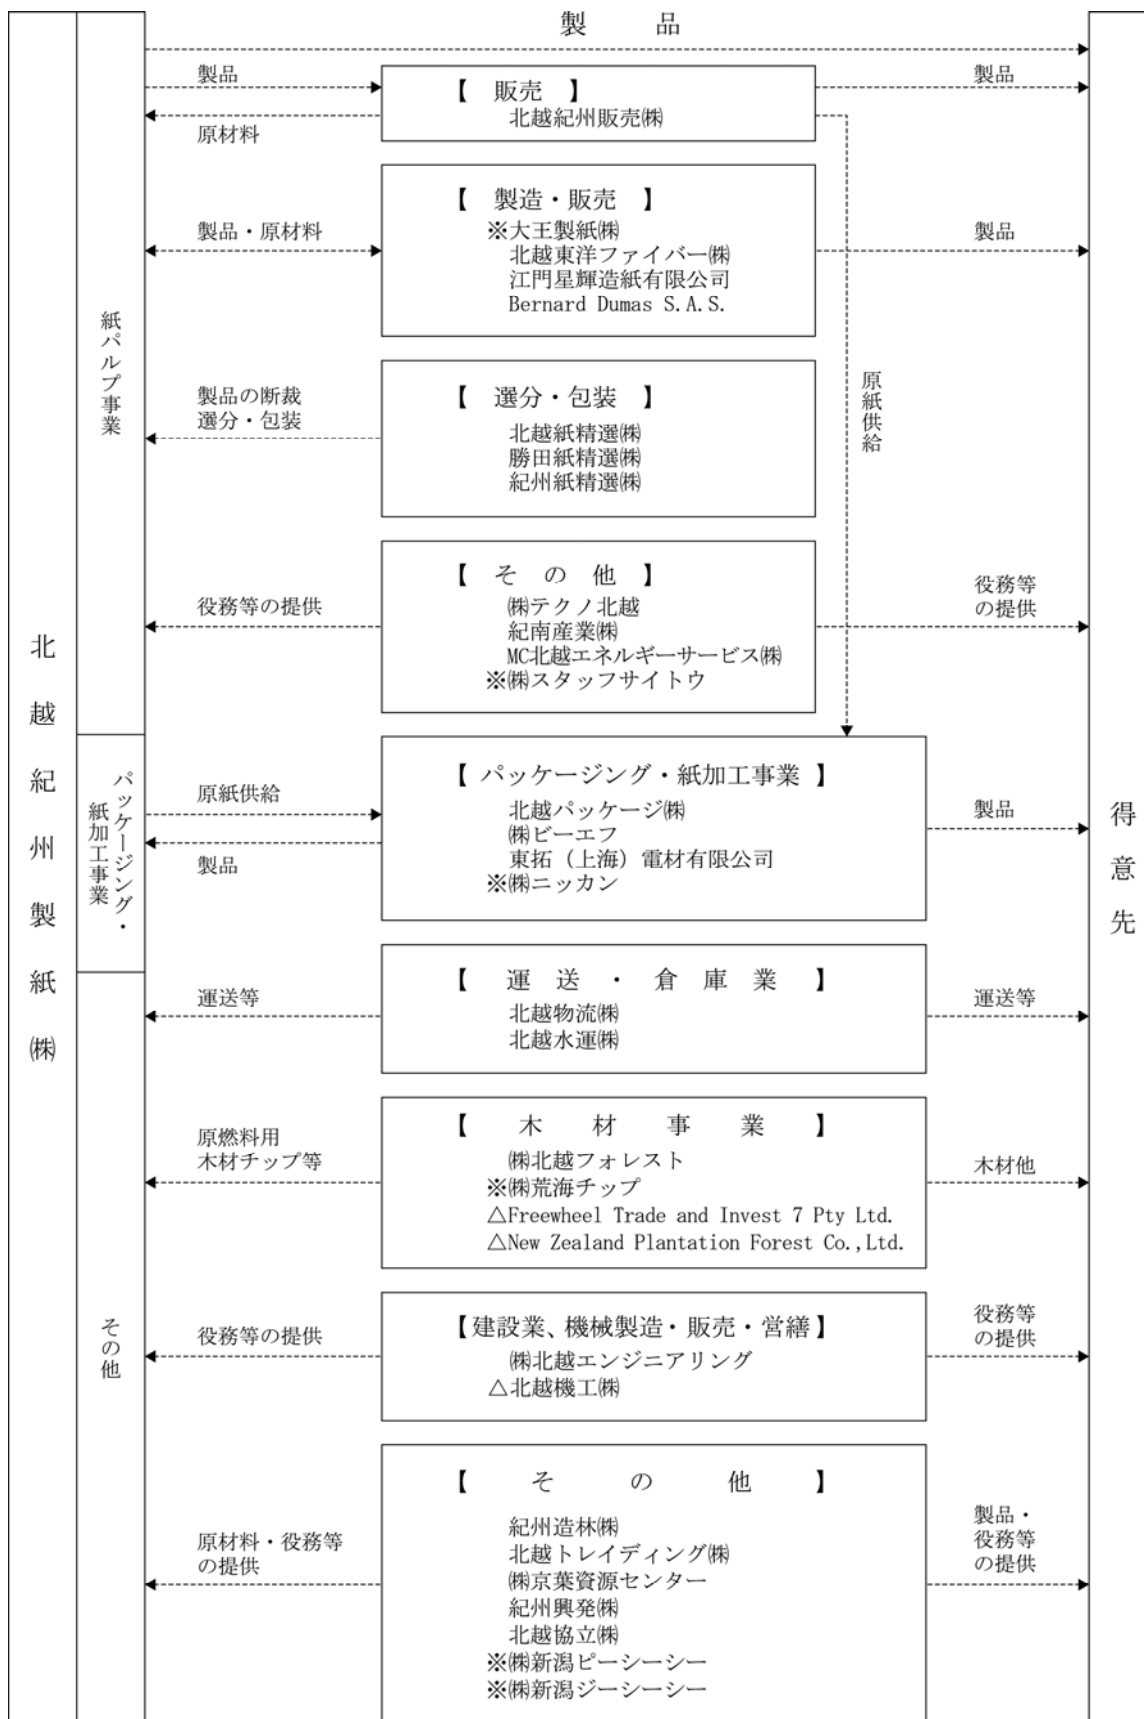 製品
製品
【 販売 】
北越紀州販売㈱
製品
原材料
【 製造・販売 】
※大王製紙㈱
北越東洋ファイバー㈱
江門星輝造紙有限公司
Bernard Dumas S.A.S.
製品・原材料
製品
紙パルプ事業
原紙供給
【 選分・包装 】
北越紙精選㈱
勝田紙精選㈱
紀州紙精選㈱
製品の断裁
選分・包装
【 その他 】
㈱テクノ北越
紀南産業㈱
MC北越エネルギーサービス㈱
※㈱スタッフサイトウ
役務等の提供
役務等
の提供
北越紀州製紙㈱
得意先
パッケージング・
紙加工事業
【 パッケージング・紙加工事業 】
北越パッケージ㈱
㈱ビーエフ
東拓(上海)電材有限公司
※㈱ニッカン
原紙供給
製品
製品
【 運送・倉庫業 】
北越物流㈱
北越水運㈱
運送等
運送等
【 木材事業 】
㈱北越フォレスト
※㈱荒海チップ
△Freewheel Trade and Invest 7 Pty Ltd.
△New Zealand Plantation Forest Co.,Ltd.
原燃料用
木材チップ等
木材他
その他
【建設業、機械製造・販売・営繕】
㈱北越エンジニアリング
△北越機工㈱
役務等の提供
役務等
の提供
【 その他 】
紀州造林㈱
北越トレイディング㈱
㈱京葉資源センター
紀州興発㈱
北越協立㈱
※㈱新潟ピーシーシー
※㈱新潟ジーシーシー
原材料・役務等
の提供
製品・
役務等
の提供